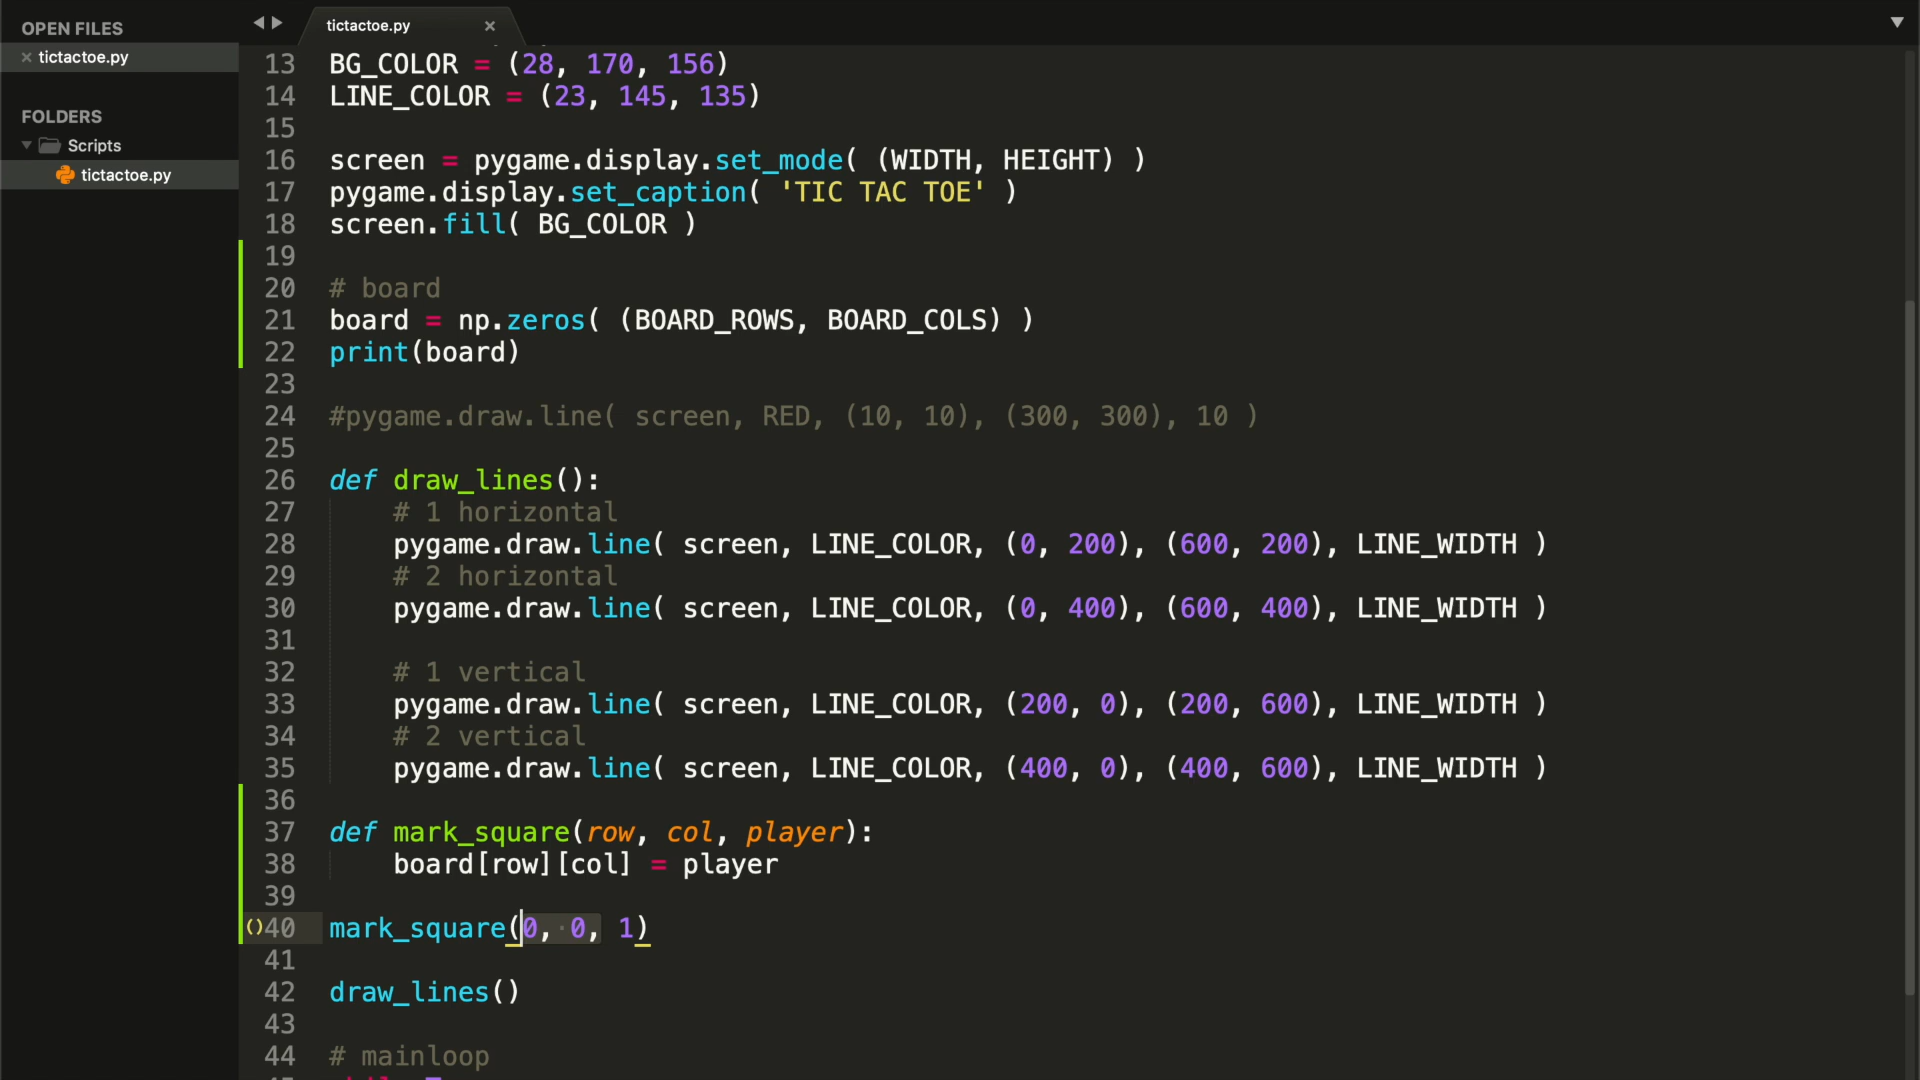 OPEN FILES
tictactoe.py
FOLDERS
Scripts
tictactoe.py
tictactoe.py
13 BG_COLOR = (28, 170, 156)
14 LINE_COLOR = (23, 145, 135)
15
16 screen = pygame.display.set_mode( (WIDTH, HEIGHT) )
17 pygame.display.set_caption( 'TIC TAC TOE' )
18 screen.fill( BG_COLOR )
19
20 # board
21 board = np.zeros( (BOARD_ROWS, BOARD_COLS) )
22 print(board)
23
24 #pygame.draw.line( screen, RED, (10, 10), (300, 300), 10 )
25
26 def draw_lines():
27 # 1 horizontal
28 pygame.draw.line( screen, LINE_COLOR, (0, 200), (600, 200), LINE_WIDTH )
29 # 2 horizontal
30 pygame.draw.line( screen, LINE_COLOR, (0, 400), (600, 400), LINE_WIDTH )
31
32 # 1 vertical
33 pygame.draw.line( screen, LINE_COLOR, (200, 0), (200, 600), LINE_WIDTH )
34 # 2 vertical
35 pygame.draw.line( screen, LINE_COLOR, (400, 0), (400, 600), LINE_WIDTH )
36
37 def mark_square(row, col, player):
38 board[row][col] = player
39
40 mark_square(0, 0, 1)
41
42 draw_lines()
43
44 # mainloop